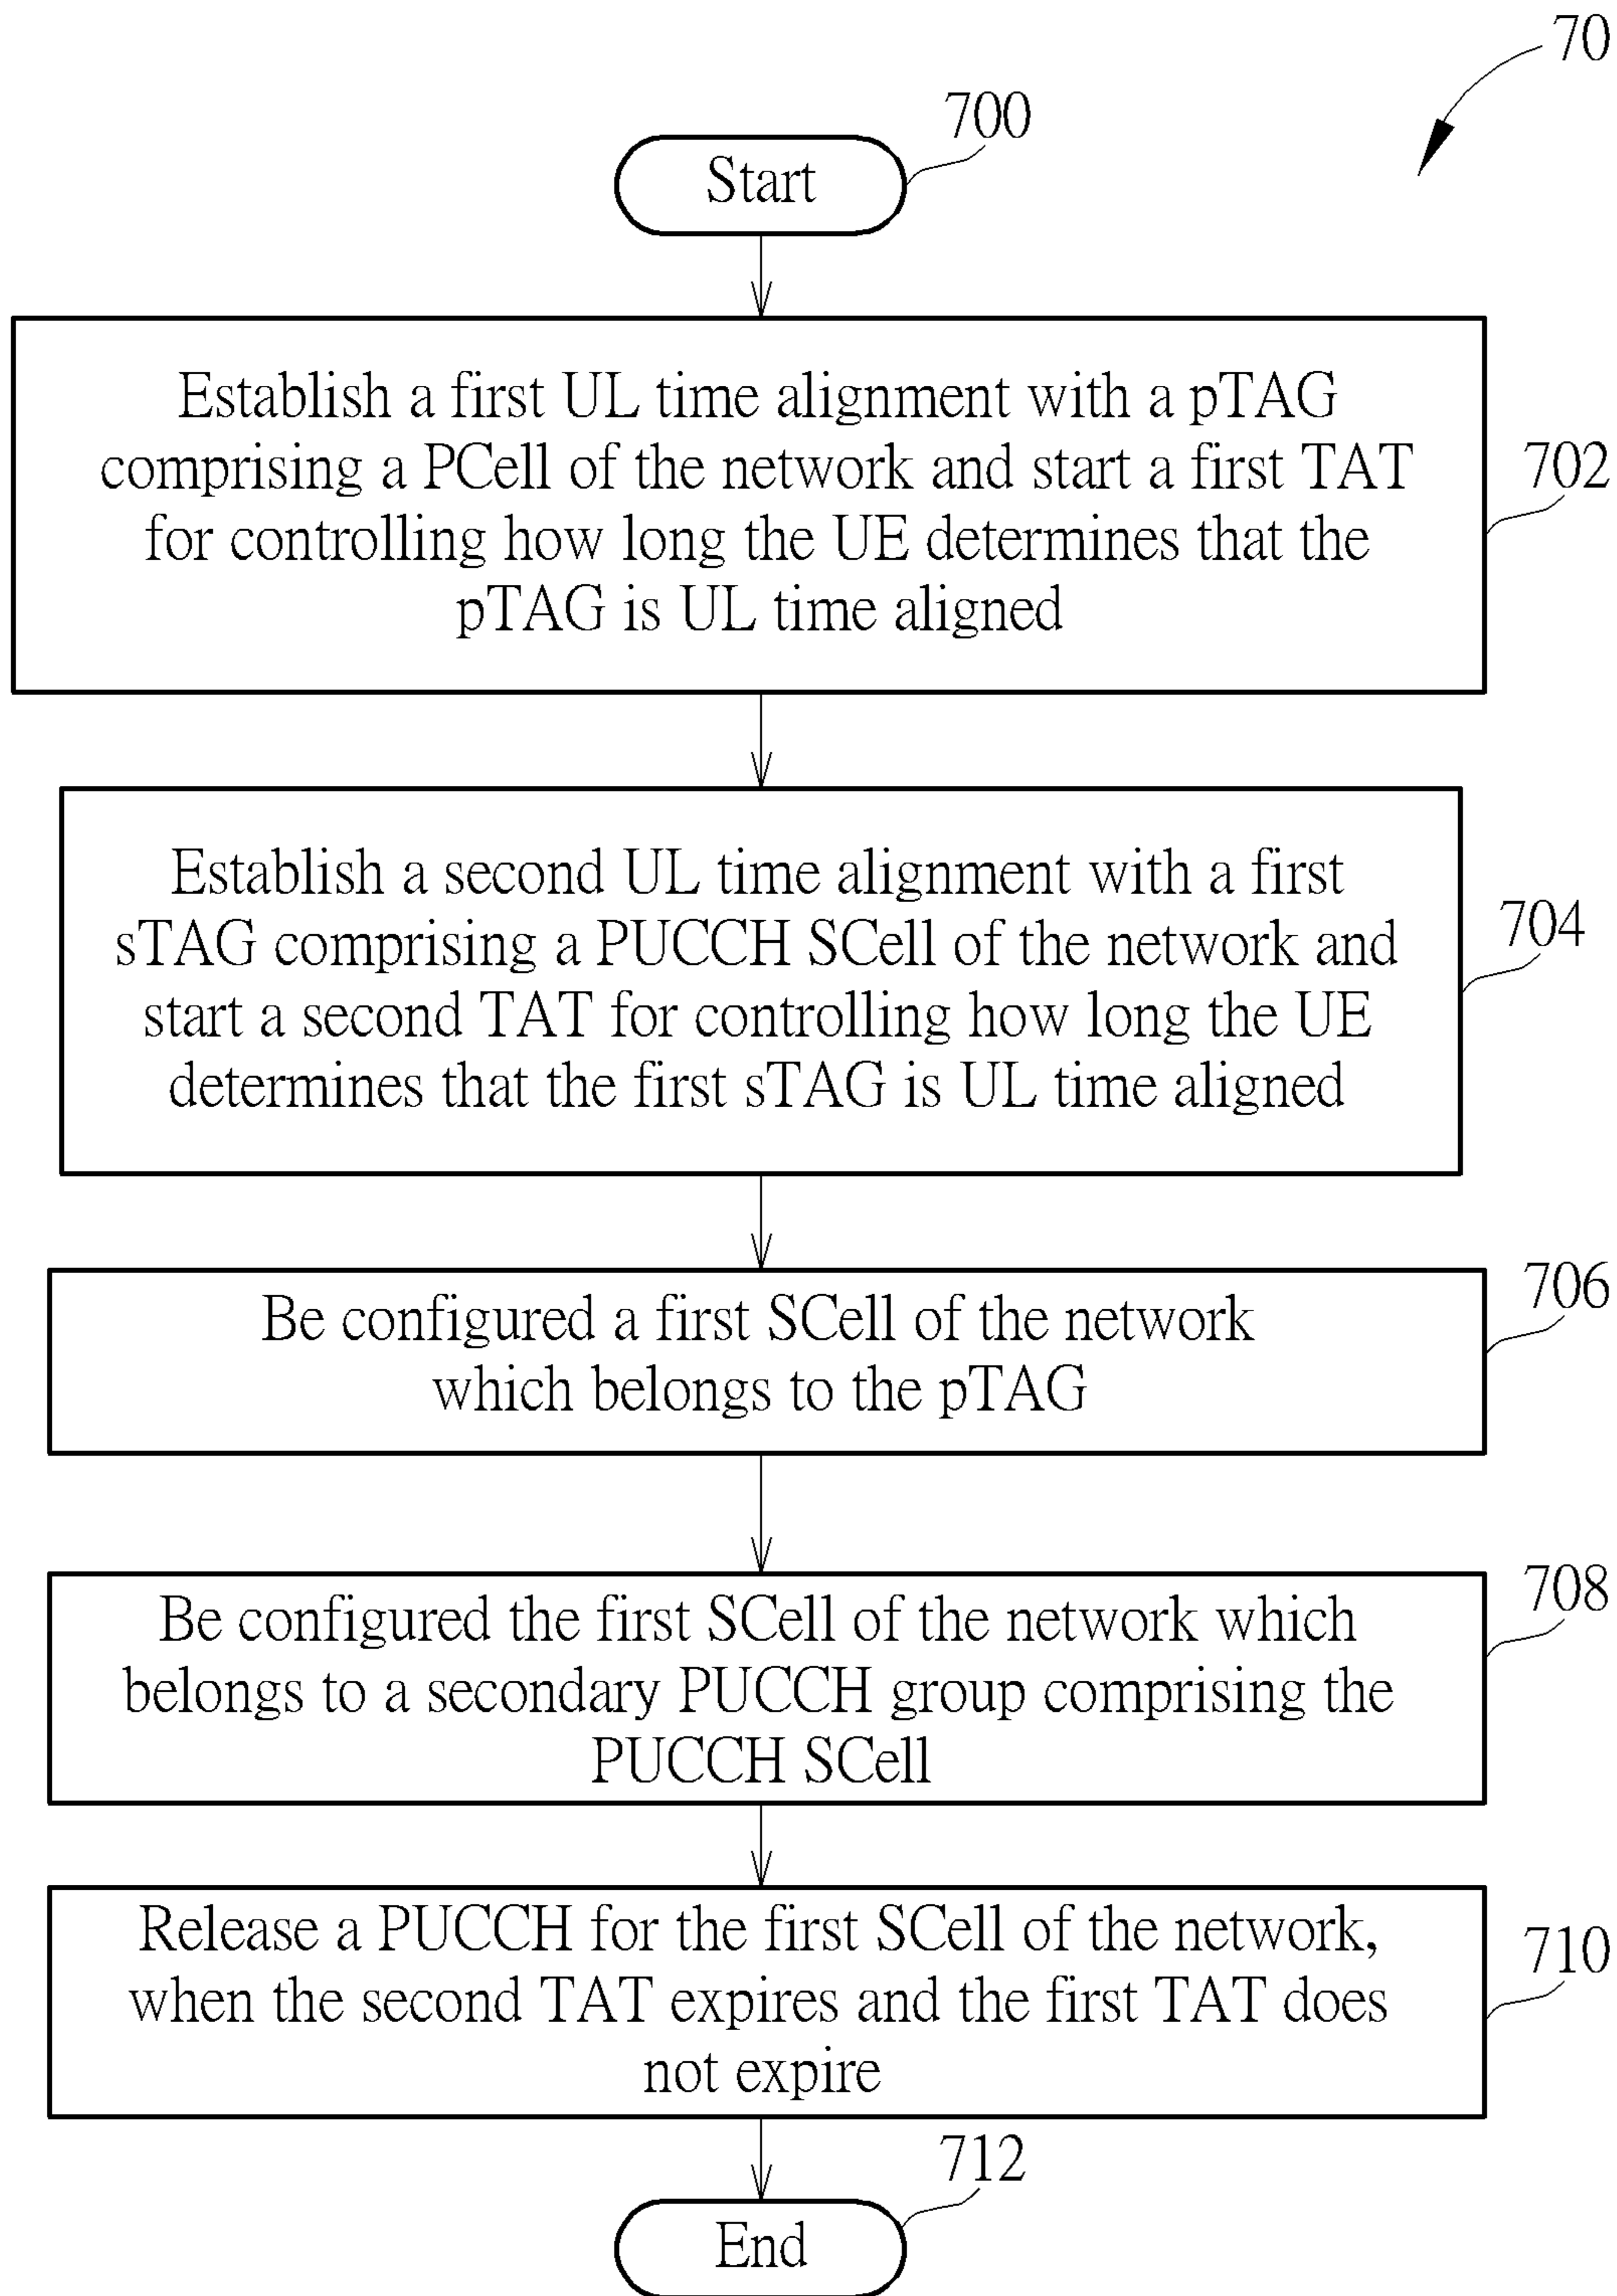 70
700
Start
Establish a first UL time alignment with a pTAG
comprising a PCell of the network and start a first TAT
for controlling how long the UE determines that the
pTAG is UL time aligned
702
Establish a second UL time alignment with a first
sTAG comprising a PUCCH SCell of the network and
start a second TAT for controlling how long the UE
determines that the first sTAG is UL time aligned
704
Be configured a first SCell of the network
which belongs to the pTAG
706
Be configured the first SCell of the network which
belongs to a secondary PUCCH group comprising the
PUCCH SCell
708
Release a PUCCH for the first SCell of the network,
when the second TAT expires and the first TAT does
not expire
710
712
End